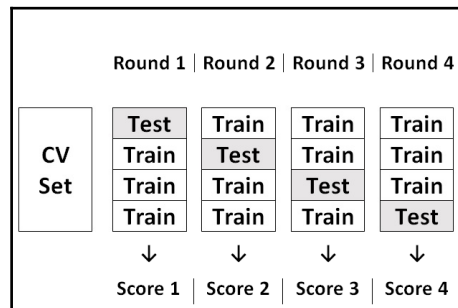 Round 1 | Round 2 | Round 3 | Round 4
CV
Set
Test Train Train Train
Train Test Train Train
Train Train Test Train
Train Train Train Test
↓ ↓ ↓ ↓
Score 1 | Score 2 | Score 3 | Score 4